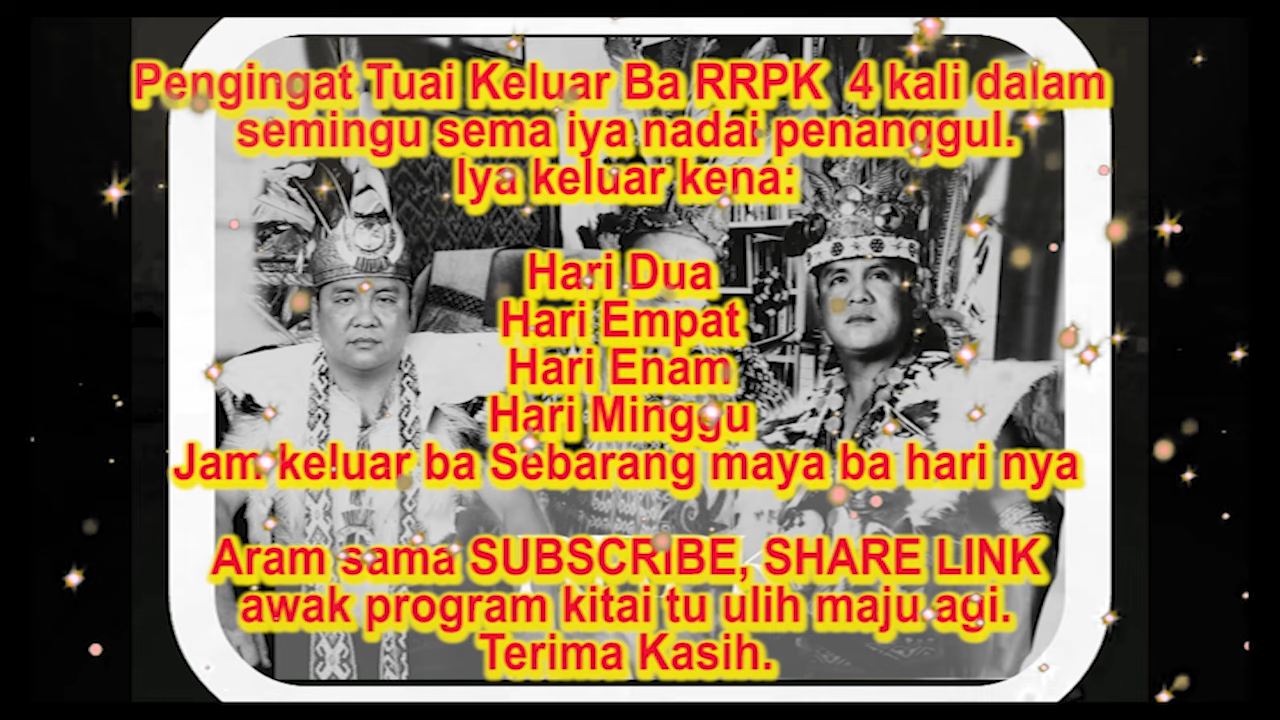 Pengingat Tuai Keluar Ba RRPK 4 kali dalam
semingu sema iya nadai penanggul.
Iya keluar kena:
Hari Dua
Hari Empat
Hari Enam
Hari Minggu
Jam keluar ba Sebarang maya ba hari nya
Aram sama SUBSCRIBE, SHARE LINK
awak program kitai tu ulih maju agi.
Terima Kasih.